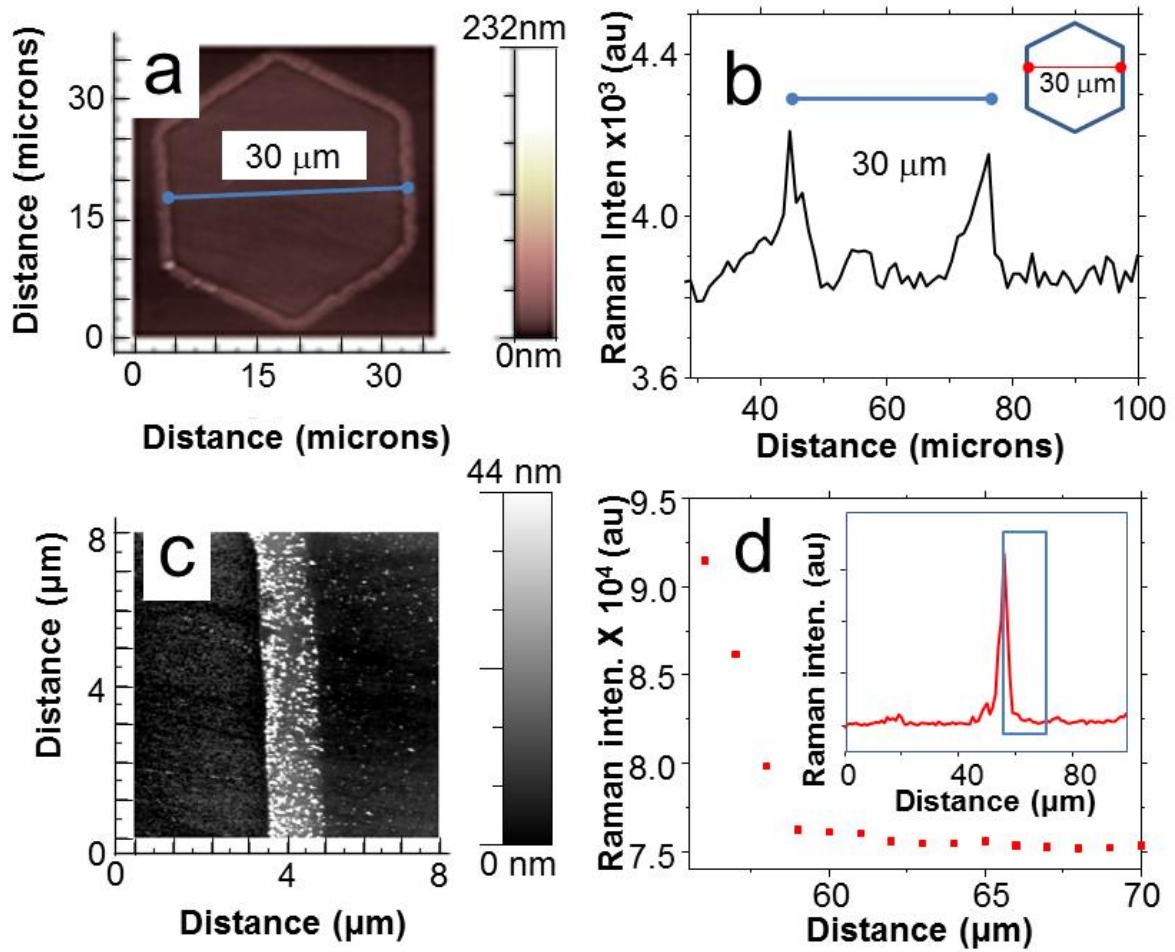 a
232nm
0nm
30 μm
Distance (microns)
30
15
0
0
15
30
Distance (microns)
b
30 μm
30 μm
Raman Inten x10³ (au)
4.4
4.0
3.6
40
60
80
100
Distance (microns)
c
44 nm
0 nm
Distance (µm)
8
4
0
0
4
8
Distance (µm)
d
Raman inten. X 10⁴ (au)
9.5
9.0
8.5
8.0
7.5
60
65
70
Distance (µm)
Raman inten. (au)
0
40
80
Distance (µm)